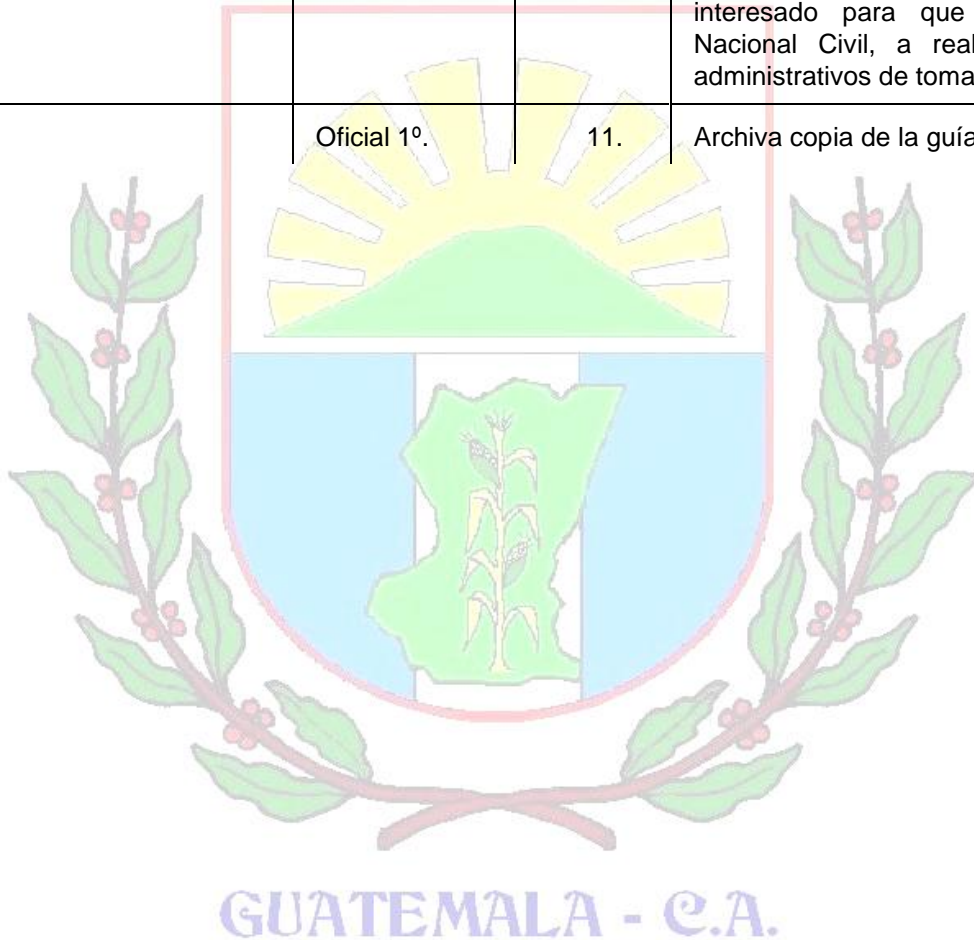 interesado para que
Nacional Civil, a real
administrativos de toma
Oficial 1º. 11. Archiva copia de la guía
GUATEMALA - C.A.